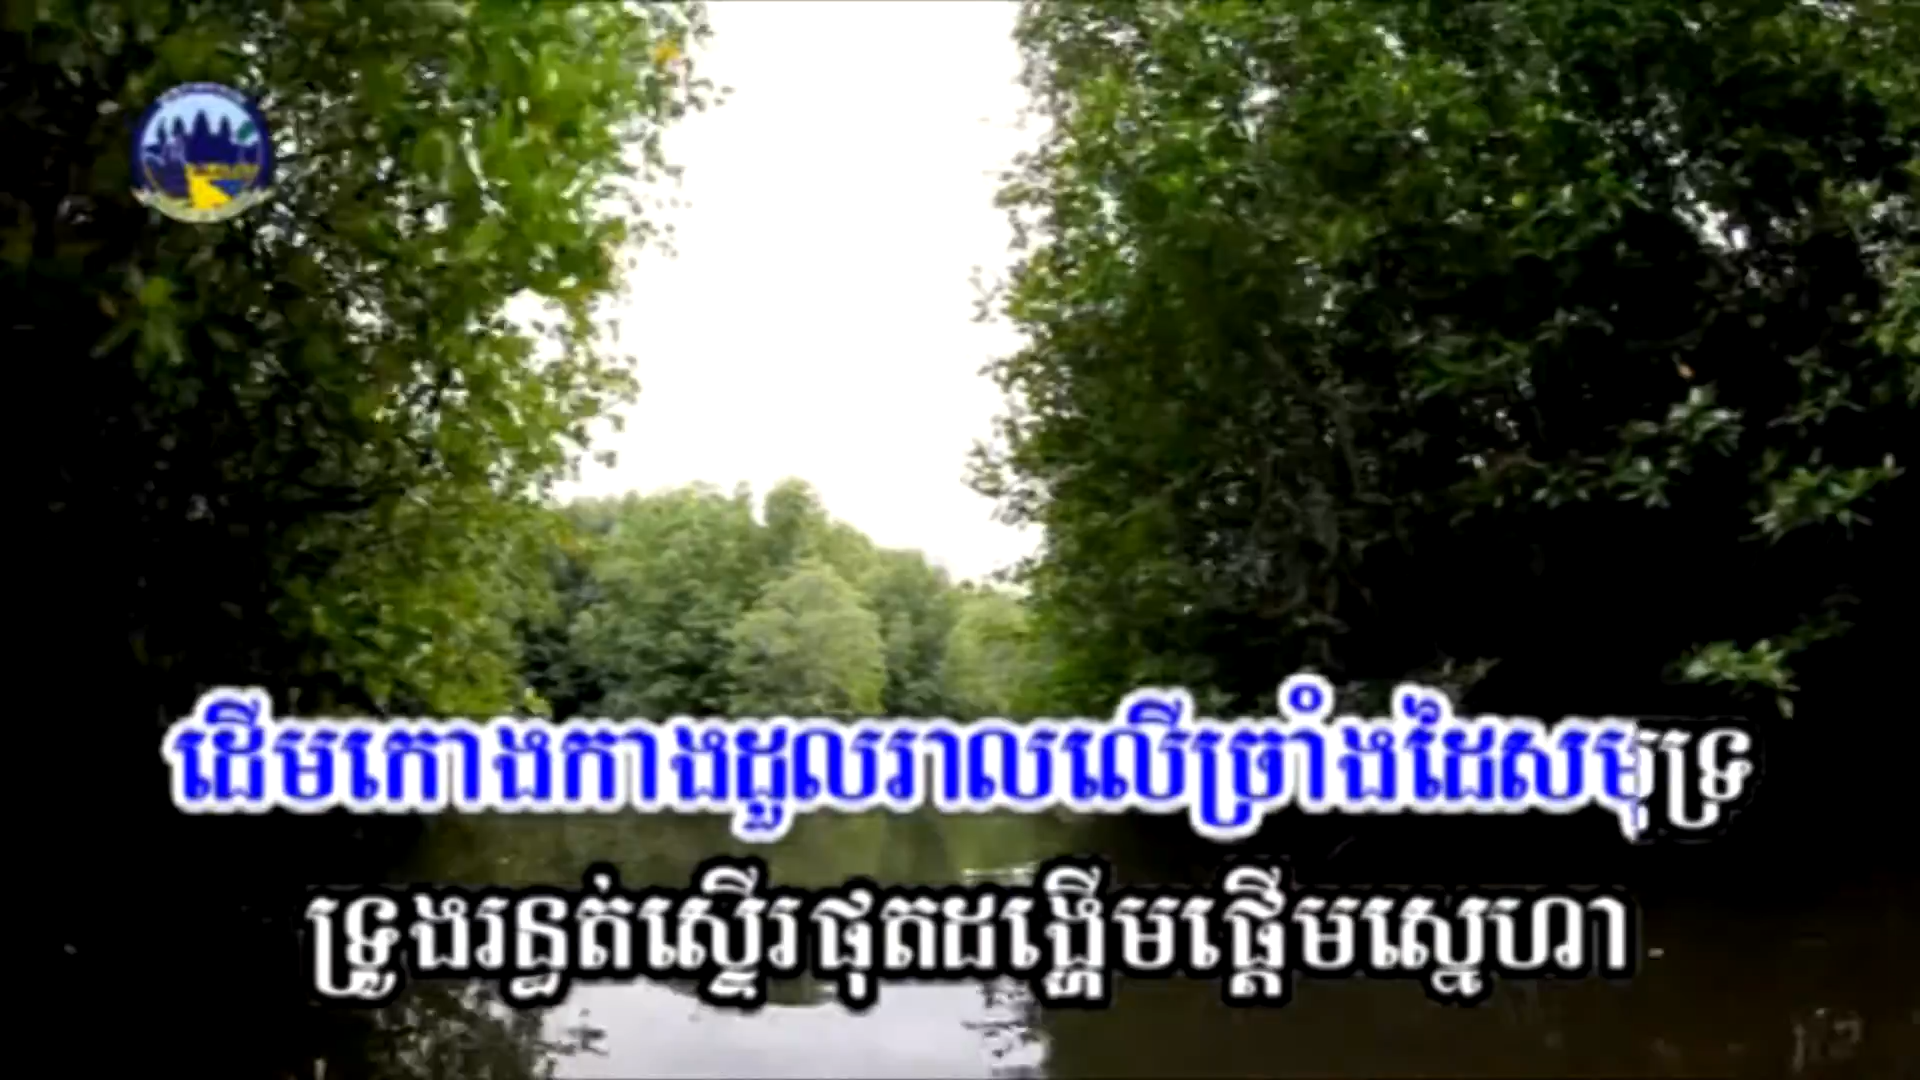 ដើមកោងកាងដួលរាលលើច្រាំងដៃសមុទ្រ
ទ្រូងរន្ធត់ស្ទើរផុតដង្ហើមផ្ដើមស្នេហា